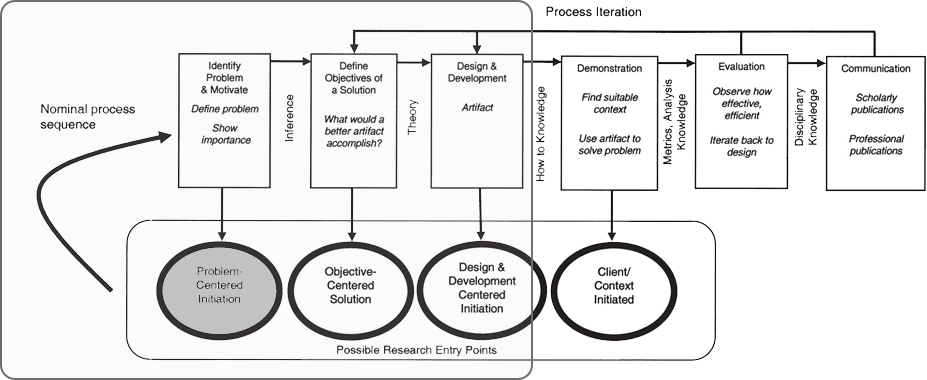 Process Iteration
Nominal process
sequence
Identify
Problem
& Motivate
Define problem
Show
importance
Inference
Define
Objectives of
a Solution
What would a
better artifact
accomplish?
Theory
Design &
Development
Artifact
How to Knowledge
Demonstration
Find suitable
context
Use artifact to
solve problem
Metrics, Analysis
Knowledge
Evaluation
Observe how
effective,
efficient
Iterate back to
design
Disciplinary
Knowledge
Communication
Scholarly
publications
Professional
publications
Problem-
Centered
Initiation
Objective-
Centered
Solution
Design &
Development
Centered
Initiation
Client/
Context
Initiated
Possible Research Entry Points